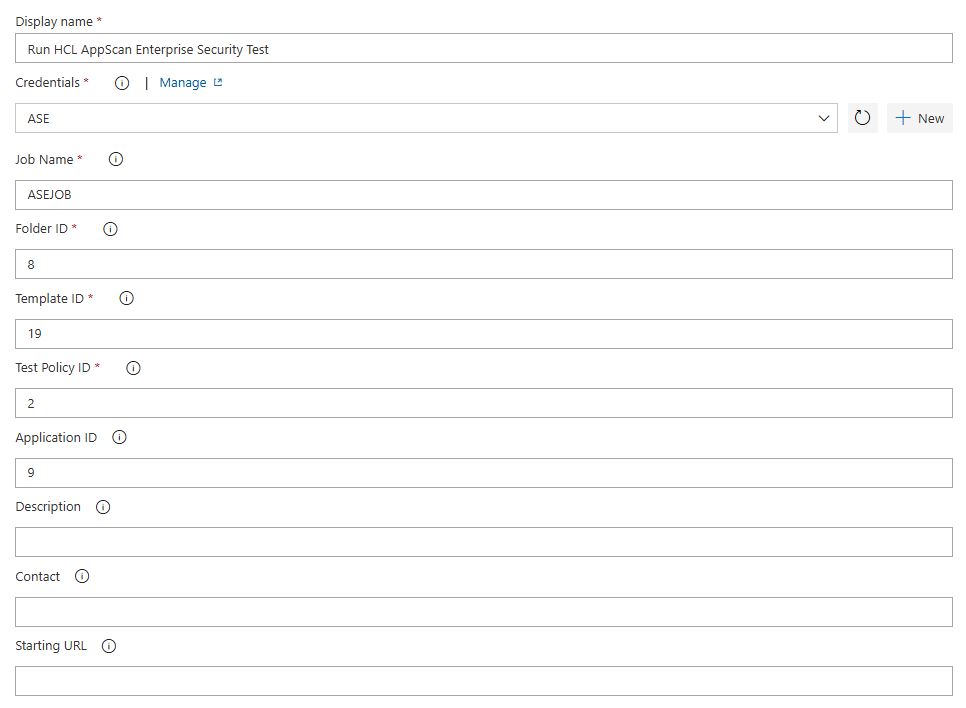 Display name *
Run HCL AppScan Enterprise Security Test
Credentials * | Manage
ASE
New
Job Name *
ASEJOB
Folder ID *
8
Template ID *
19
Test Policy ID *
2
Application ID
9
Description
Contact
Starting URL